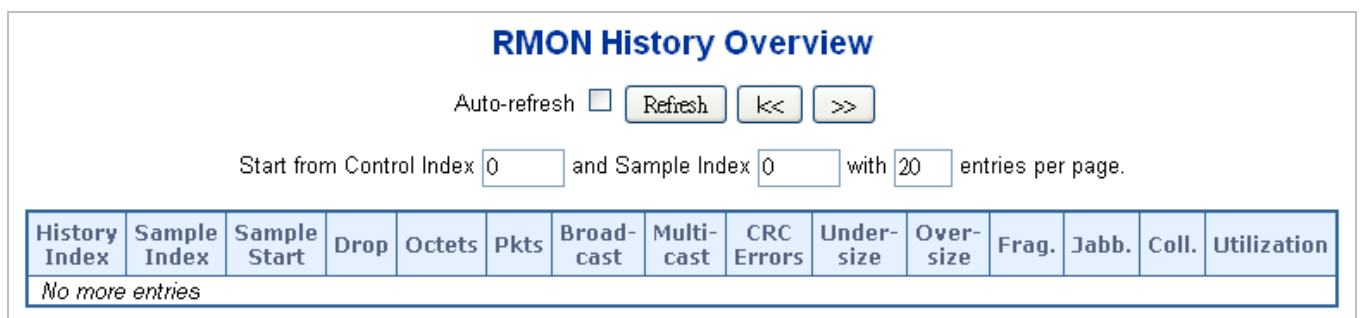 RMON History Overview
Auto-refresh Refresh |<< >>
Start from Control Index 0 and Sample Index 0 with 20 entries per page.
History Index Sample Index Sample Start Drop Octets Pkts Broad-cast Multi-cast CRC Errors Under-size Over-size Frag. Jabb. Coll. Utilization
No more entries